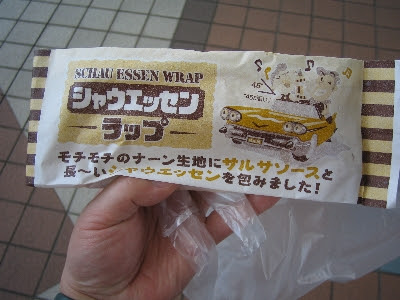 SCHAU ESSEN WRAP
シャウエッセン
ラップ
モチモチのナーン生地にサルサソースと
長〜いシャウエッセンを包みました!